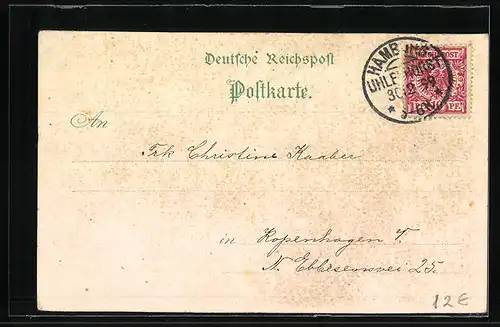 Deutsche Reichspost
Postkarte.
HAMBURG
UHLENHORST
An
Frk Christine Kaaber
in Kopenhagen V.
N. Ebbesensvei 25.
12€